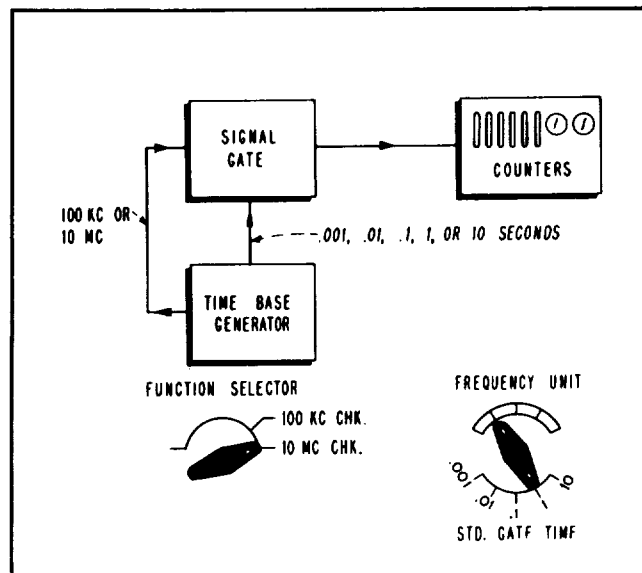 SIGNAL
GATE
COUNTERS
100 KC OR
10 MC
.001, .01, .1, 1, OR 10 SECONDS
TIME BASE
GENERATOR
FUNCTION SELECTOR
100 KC CHK.
10 MC CHK.
FREQUENCY UNIT
.001
.01
.1
1
10
STD. GATE TIME